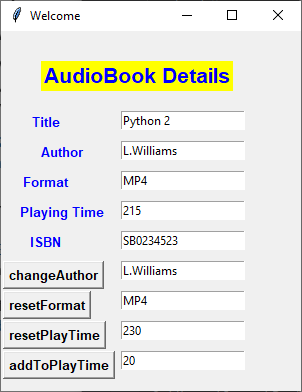 Welcome
AudioBook Details
Title Python 2
Author L.Williams
Format MP4
Playing Time 215
ISBN SB0234523
changeAuthor L.Williams
resetFormat MP4
resetPlayTime 230
addToPlayTime 20